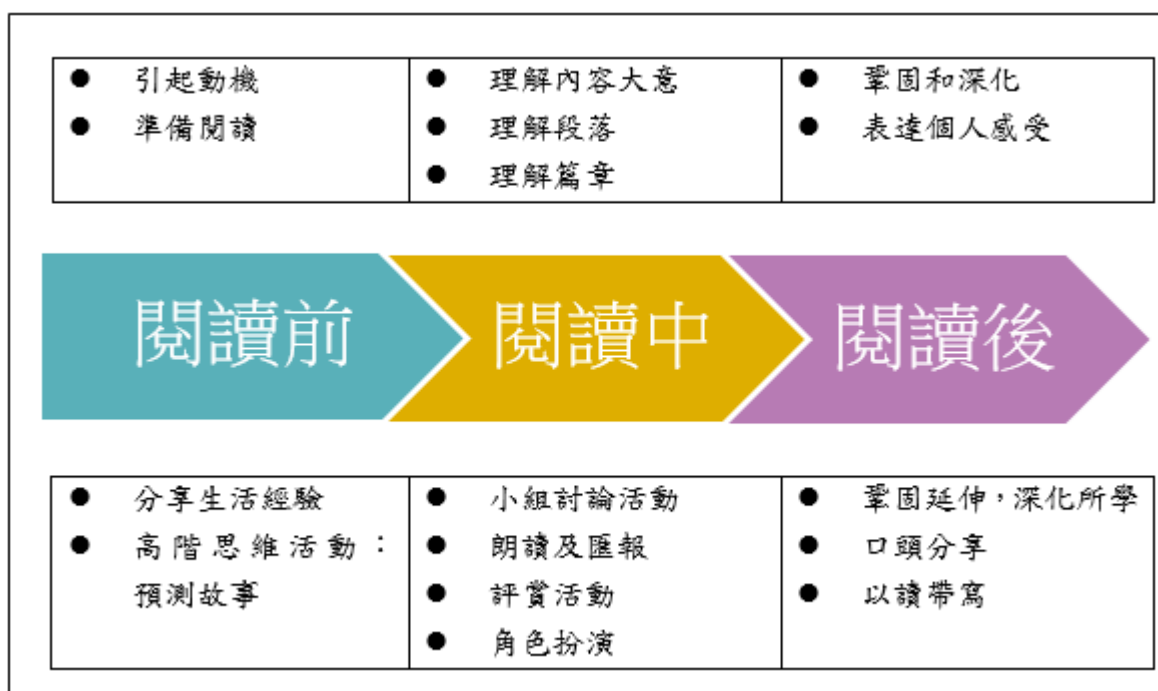 ● 引起動機
● 準備閱讀
● 理解內容大意
● 理解段落
● 理解篇章
● 鞏固和深化
● 表達個人感受
閱讀前
閱讀中
閱讀後
● 分享生活經驗
● 高階思維活動：
預測故事
● 小組討論活動
● 朗讀及匯報
● 評賞活動
● 角色扮演
● 鞏固延伸，深化所學
● 口頭分享
● 以讀帶寫